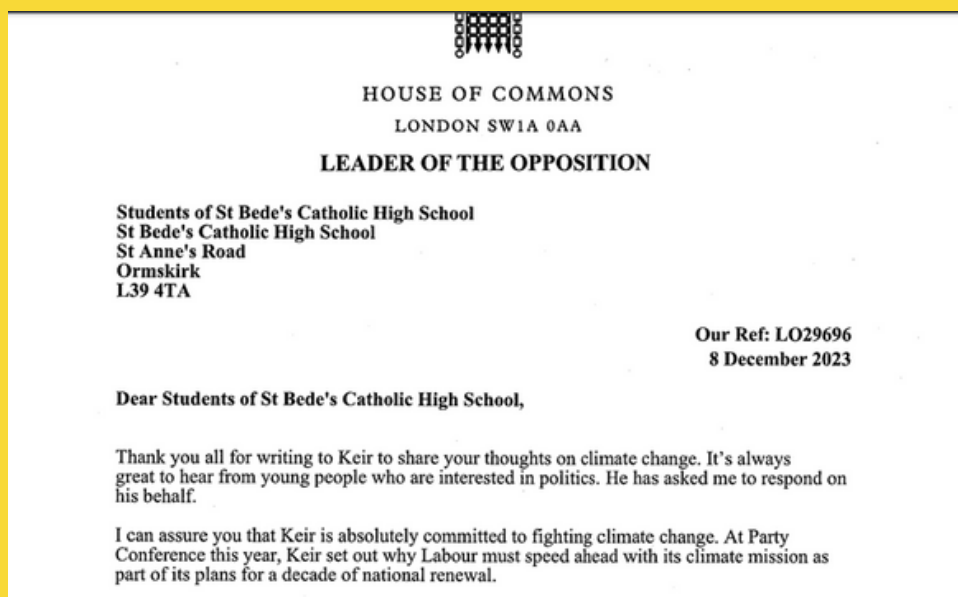 HOUSE OF COMMONS
LONDON SW1A 0AA
LEADER OF THE OPPOSITION
Students of St Bede's Catholic High School
St Bede's Catholic High School
St Anne's Road
Ormskirk
L39 4TA
Our Ref: LO29696
8 December 2023
Dear Students of St Bede's Catholic High School,
Thank you all for writing to Keir to share your thoughts on climate change. It's always
great to hear from young people who are interested in politics. He has asked me to respond on
his behalf.
I can assure you that Keir is absolutely committed to fighting climate change. At Party
Conference this year, Keir set out why Labour must speed ahead with its climate mission as
part of its plans for a decade of national renewal.